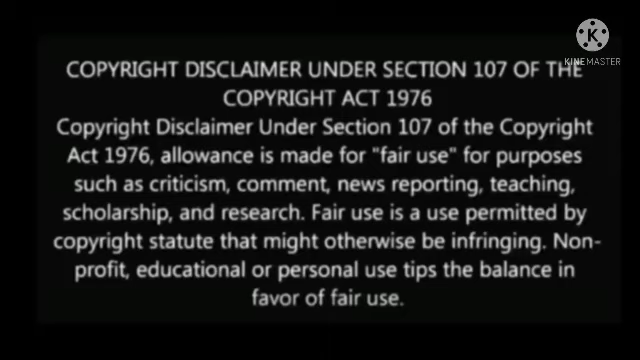 KINEMASTER
COPYRIGHT DISCLAIMER UNDER SECTION 107 OF THE
COPYRIGHT ACT 1976
Copyright Disclaimer Under Section 107 of the Copyright
Act 1976, allowance is made for "fair use" for purposes
such as criticism, comment, news reporting, teaching,
scholarship, and research. Fair use is a use permitted by
copyright statute that might otherwise be infringing. Non-
profit, educational or personal use tips the balance in
favor of fair use.